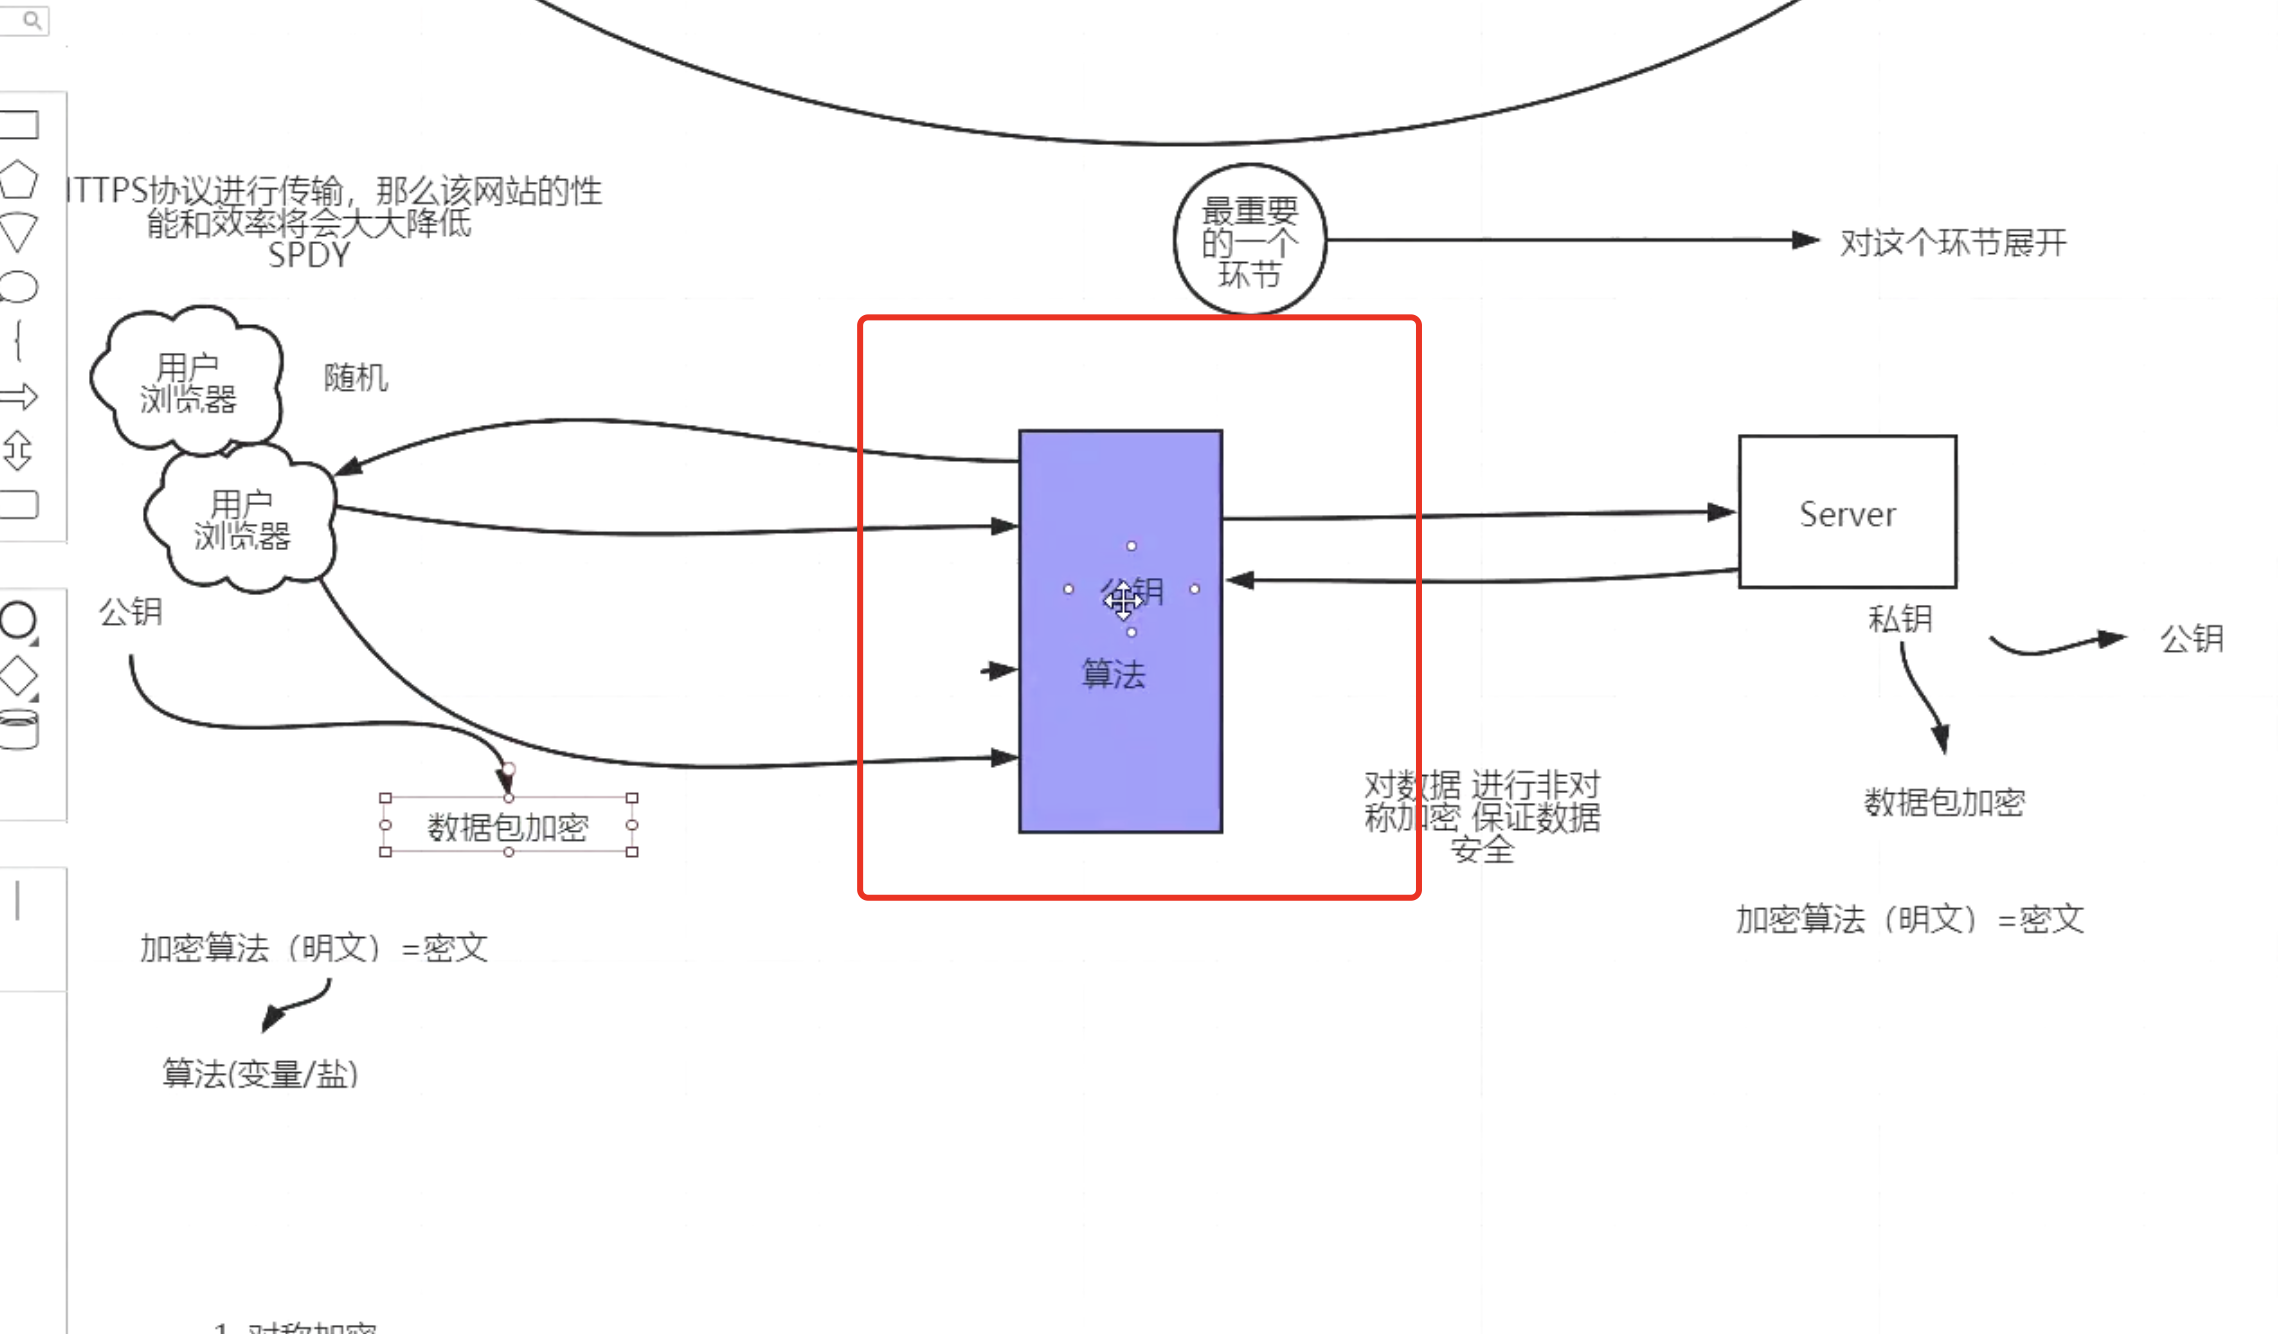 ITTPS协议进行传输，那么该网站的性
能和效率将会大大降低
SPDY
最重要
的一个
环节
对这个环节展开
用户
浏览器
随机
用户
浏览器
Server
公钥
公钥
私钥
公钥
算法
对数据 进行非对
称加密 保证数据
安全
数据包加密
数据包加密
加密算法（明文）=密文
加密算法（明文）=密文
算法(变量/盐)
1. 对称加密